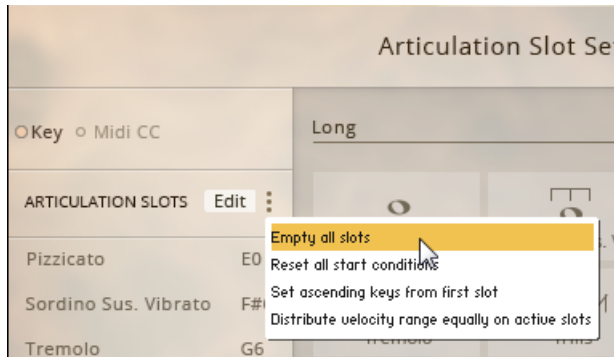 Articulation Slot Se
Key Midi CC
Long
ARTICULATION SLOTS Edit
Empty all slots
Reset all start conditions
Set ascending keys from first slot
Distribute velocity range equally on active slots
Pizzicato E0
Sordino Sus. Vibrato F#
Tremolo G6